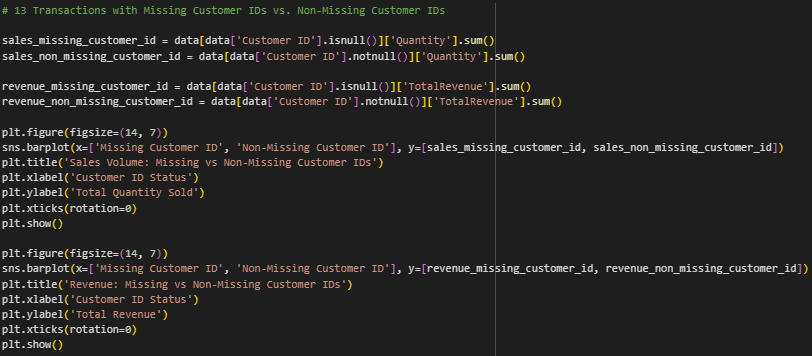 # 13 Transactions with Missing Customer IDs vs. Non-Missing Customer IDs
sales_missing_customer_id = data[data['Customer ID'].isnull()]['Quantity'].sum()
sales_non_missing_customer_id = data[data['Customer ID'].notnull()]['Quantity'].sum()
revenue_missing_customer_id = data[data['Customer ID'].isnull()]['TotalRevenue'].sum()
revenue_non_missing_customer_id = data[data['Customer ID'].notnull()]['TotalRevenue'].sum()
plt.figure(figsize=(14, 7))
sns.barplot(x=['Missing Customer ID', 'Non-Missing Customer ID'], y=[sales_missing_customer_id, sales_non_missing_customer_id])
plt.title('Sales Volume: Missing vs Non-Missing Customer IDs')
plt.xlabel('Customer ID Status')
plt.ylabel('Total Quantity Sold')
plt.xticks(rotation=0)
plt.show()
plt.figure(figsize=(14, 7))
sns.barplot(x=['Missing Customer ID', 'Non-Missing Customer ID'], y=[revenue_missing_customer_id, revenue_non_missing_customer_id])
plt.title('Revenue: Missing vs Non-Missing Customer IDs')
plt.xlabel('Customer ID Status')
plt.ylabel('Total Revenue')
plt.xticks(rotation=0)
plt.show()